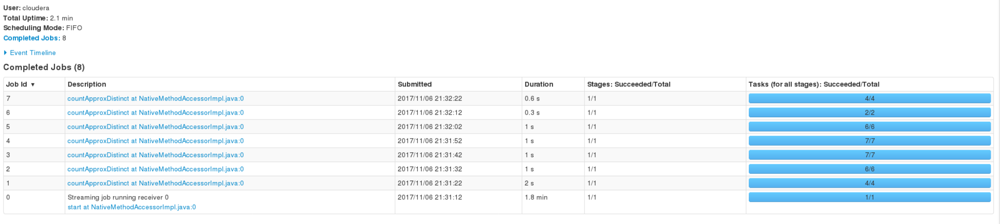 User: cloudera
Total Uptime: 2.1 min
Scheduling Mode: FIFO
Completed Jobs: 8
Event Timeline
Completed Jobs (8)
Job Id ▼ Description Submitted Duration Stages: Succeeded/Total Tasks (for all stages): Succeeded/Total
7 countApproxDistinct at NativeMethodAccessorImpl.java:0 2017/11/06 21:32:22 0.6 s 1/1 4/4
6 countApproxDistinct at NativeMethodAccessorImpl.java:0 2017/11/06 21:32:12 0.3 s 1/1 2/2
5 countApproxDistinct at NativeMethodAccessorImpl.java:0 2017/11/06 21:32:02 1 s 1/1 6/6
4 countApproxDistinct at NativeMethodAccessorImpl.java:0 2017/11/06 21:31:52 1 s 1/1 7/7
3 countApproxDistinct at NativeMethodAccessorImpl.java:0 2017/11/06 21:31:42 1 s 1/1 7/7
2 countApproxDistinct at NativeMethodAccessorImpl.java:0 2017/11/06 21:31:32 1 s 1/1 6/6
1 countApproxDistinct at NativeMethodAccessorImpl.java:0 2017/11/06 21:31:22 2 s 1/1 4/4
0 Streaming job running receiver 0 2017/11/06 21:31:12 1.8 min 1/1 1/1
start at NativeMethodAccessorImpl.java:0